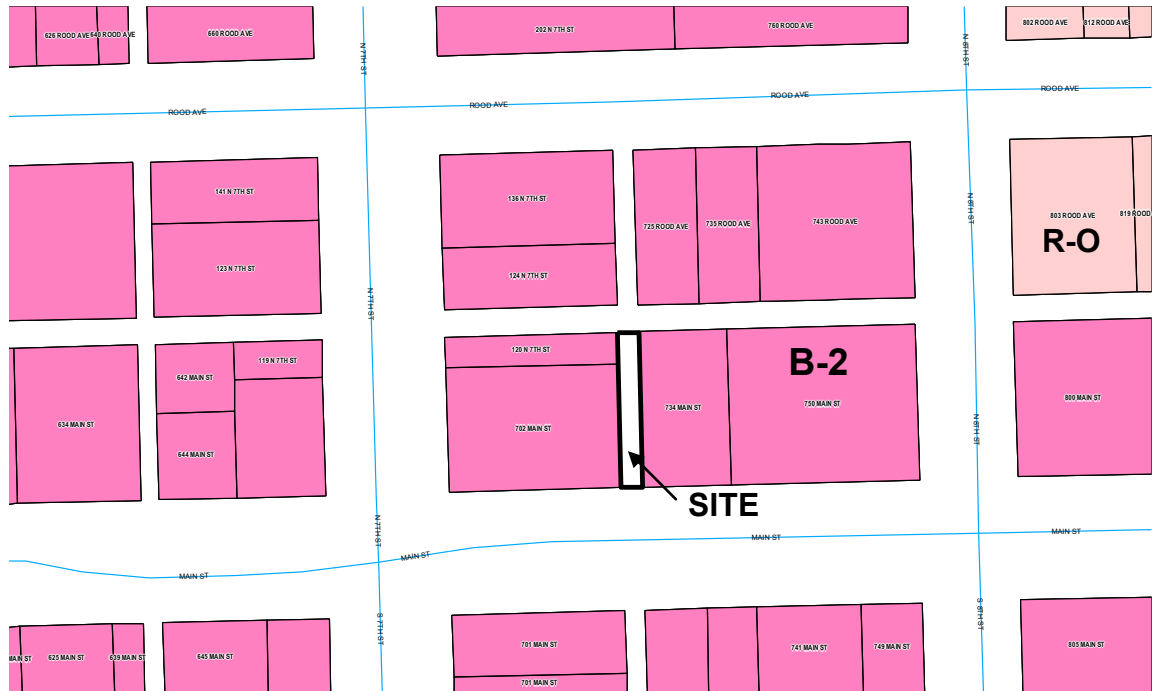 626 ROOD AVE
640 ROOD AVE
660 ROOD AVE
202 N 7TH ST
760 ROOD AVE
802 ROOD AVE
812 ROOD AVE
N 7TH ST
N 8TH ST
ROOD AVE
ROOD AVE
ROOD AVE
ROOD AVE
141 N 7TH ST
123 N 7TH ST
136 N 7TH ST
124 N 7TH ST
725 ROOD AVE
735 ROOD AVE
743 ROOD AVE
N 8TH ST
803 ROOD AVE
819 ROOD
R-O
N 7TH ST
642 MAIN ST
119 N 7TH ST
120 N 7TH ST
B-2
634 MAIN ST
644 MAIN ST
702 MAIN ST
734 MAIN ST
750 MAIN ST
800 MAIN ST
N 8TH ST
SITE
N 7TH ST
MAIN ST
MAIN ST
MAIN ST
MAIN ST
S 7TH ST
S 8TH ST
MAIN ST
625 MAIN ST
639 MAIN ST
645 MAIN ST
701 MAIN ST
741 MAIN ST
749 MAIN ST
805 MAIN ST
701 MAIN ST